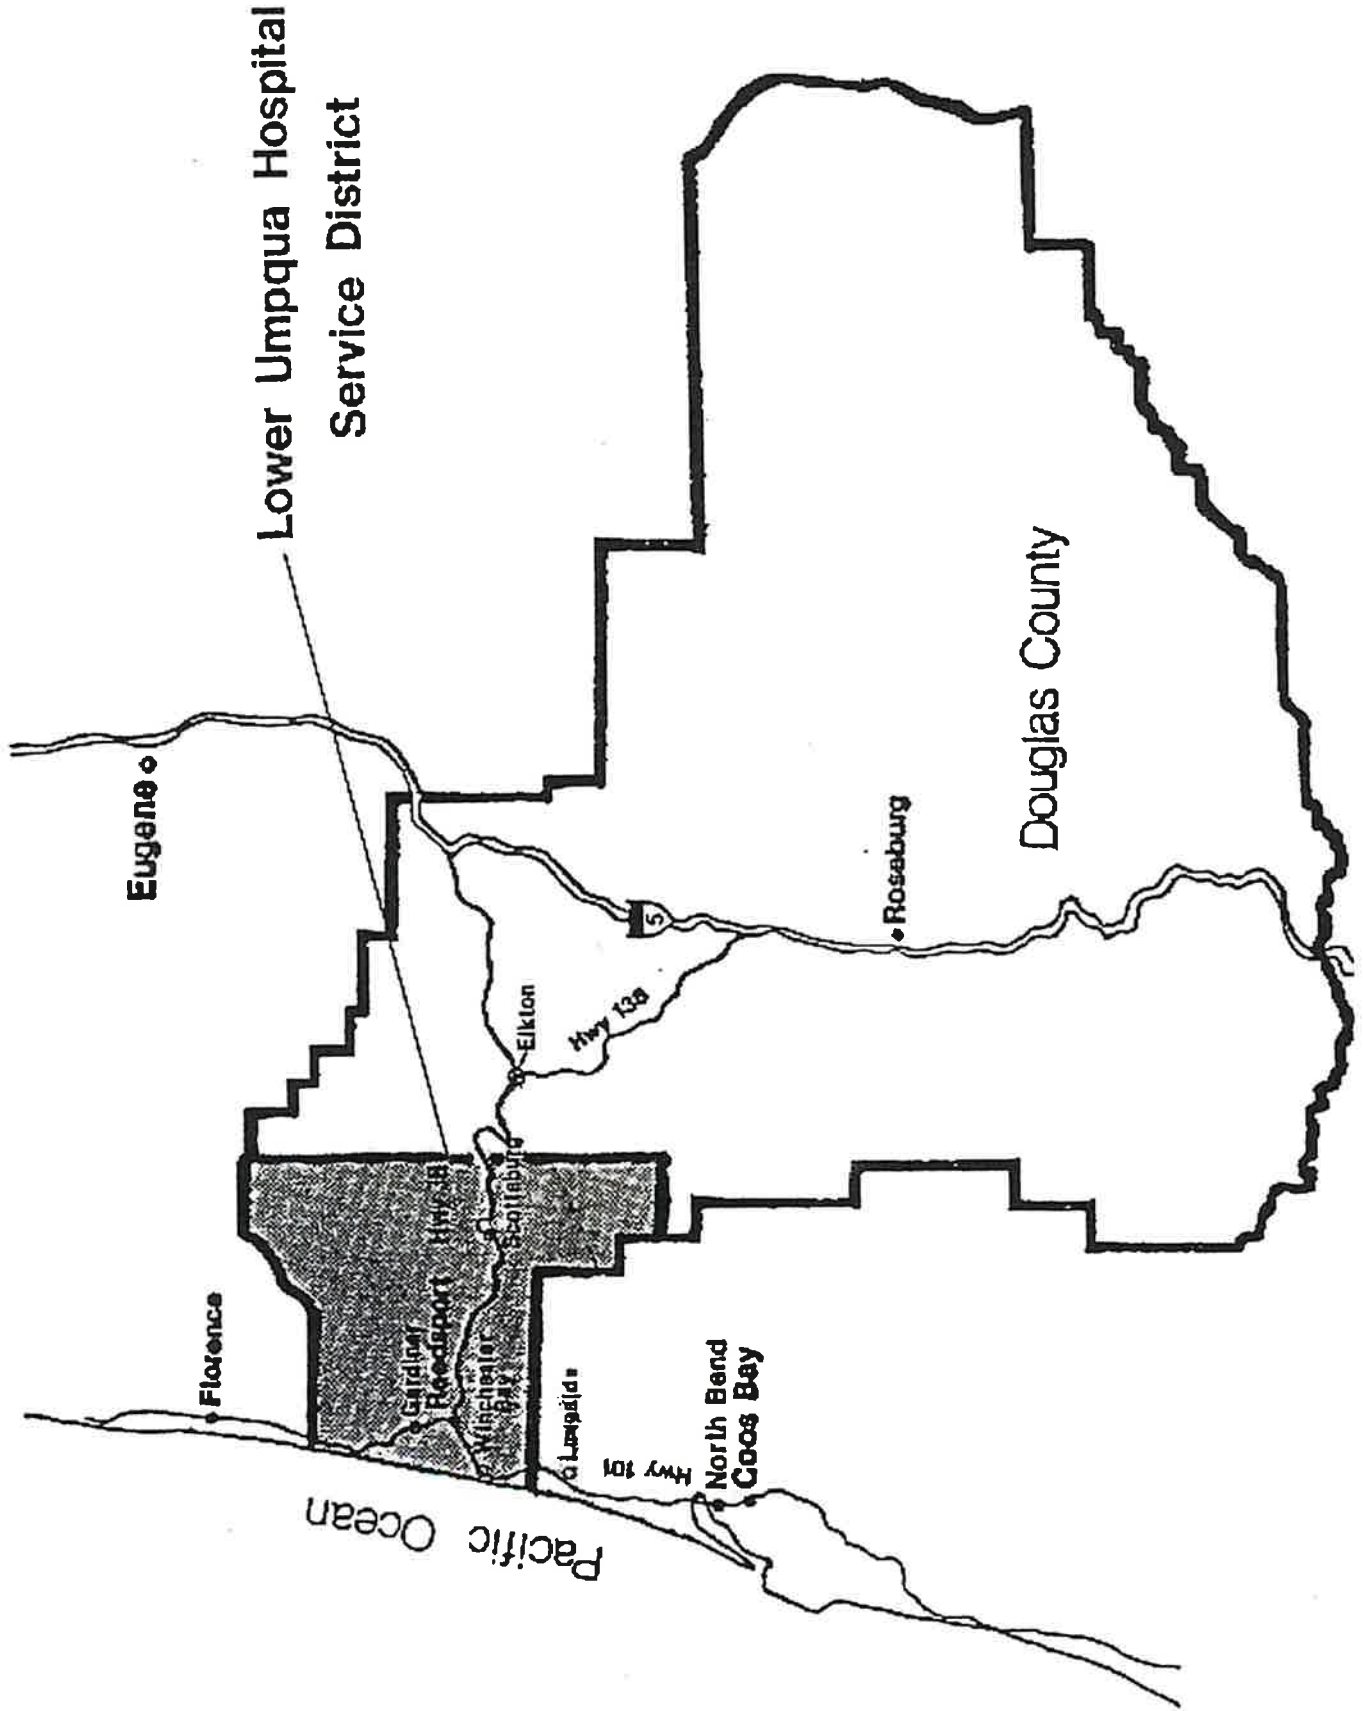 Lower Umpqua Hospital
Service District
Eugene
Florence
Gardiner
Reedsport
Hwy 38
Winchester
Bay
Scottsburg
Elkton
Hwy 138
5
Roseburg
Douglas County
Lakeside
Hwy 101
North Bend
Coos Bay
Pacific Ocean